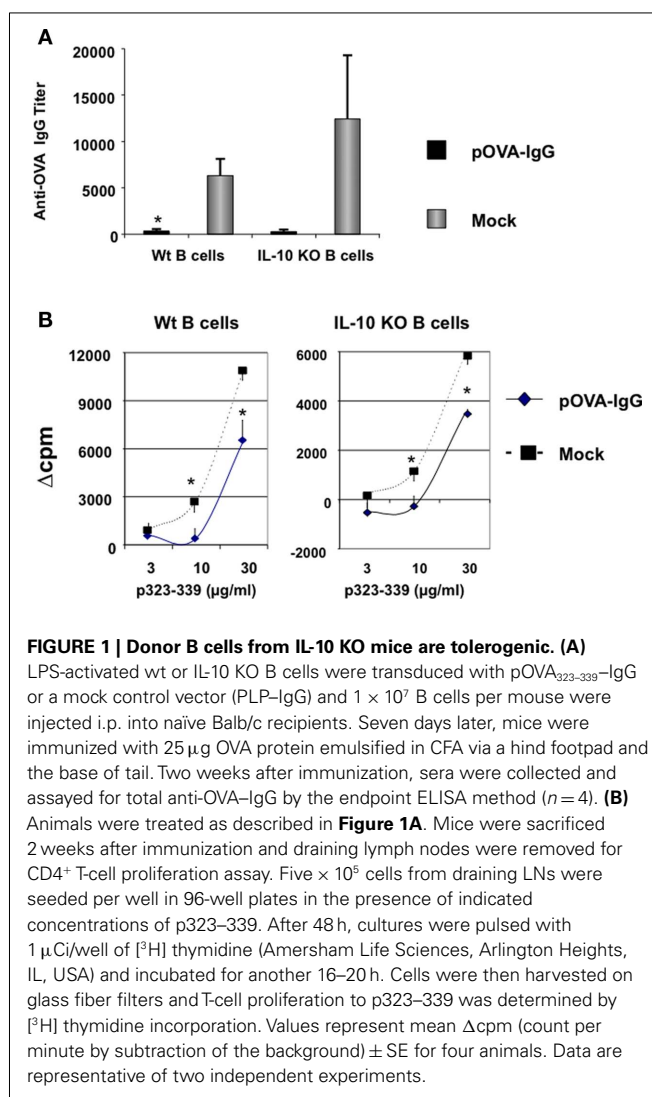 A
20000
15000
10000
5000
0
Anti-OVA IgG Titer
*
Wt B cells
IL-10 KO B cells
pOVA-IgG
Mock
B
Wt B cells
IL-10 KO B cells
12000
9000
6000
3000
0
Δcpm
*
*
3
10
30
p323-339 (µg/ml)
6000
4000
2000
0
-2000
*
*
3
10
30
p323-339 (µg/ml)
pOVA-IgG
Mock
FIGURE 1 | Donor B cells from IL-10 KO mice are tolerogenic. (A)
LPS-activated wt or IL-10 KO B cells were transduced with pOVA₃₂₃₋₃₃₉–IgG
or a mock control vector (PLP–IgG) and 1 × 10⁷ B cells per mouse were
injected i.p. into naïve Balb/c recipients. Seven days later, mice were
immunized with 25 µg OVA protein emulsified in CFA via a hind footpad and
the base of tail. Two weeks after immunization, sera were collected and
assayed for total anti-OVA–IgG by the endpoint ELISA method (n = 4). (B)
Animals were treated as described in Figure 1A. Mice were sacrificed
2 weeks after immunization and draining lymph nodes were removed for
CD4⁺ T-cell proliferation assay. Five × 10⁵ cells from draining LNs were
seeded per well in 96-well plates in the presence of indicated
concentrations of p323–339. After 48 h, cultures were pulsed with
1 µCi/well of [³H] thymidine (Amersham Life Sciences, Arlington Heights,
IL, USA) and incubated for another 16–20 h. Cells were then harvested on
glass fiber filters and T-cell proliferation to p323–339 was determined by
[³H] thymidine incorporation. Values represent mean Δcpm (count per
minute by subtraction of the background) ± SE for four animals. Data are
representative of two independent experiments.